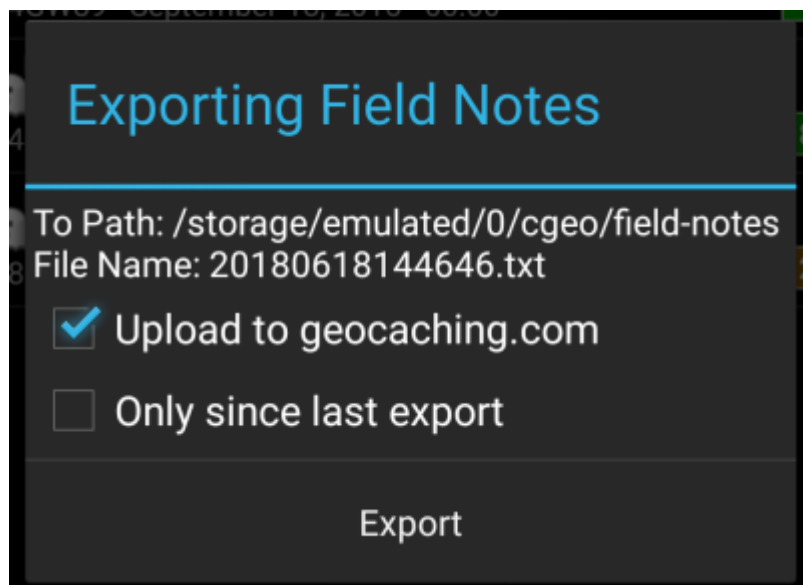 Exporting Field Notes
To Path: /storage/emulated/0/cgeo/field-notes
File Name: 20180618144646.txt
Upload to geocaching.com
Only since last export
Export